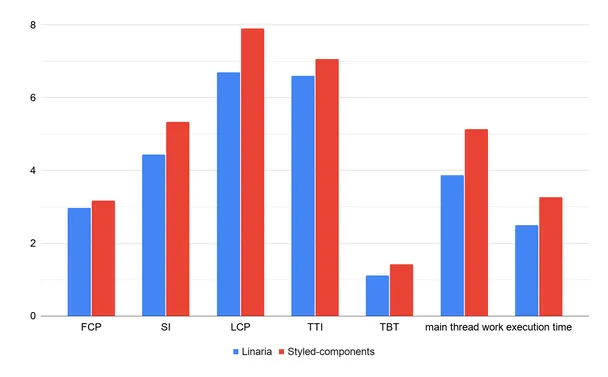 8
6
4
2
0
FCP SI LCP TTI TBT main thread work execution time
Linaria Styled-components